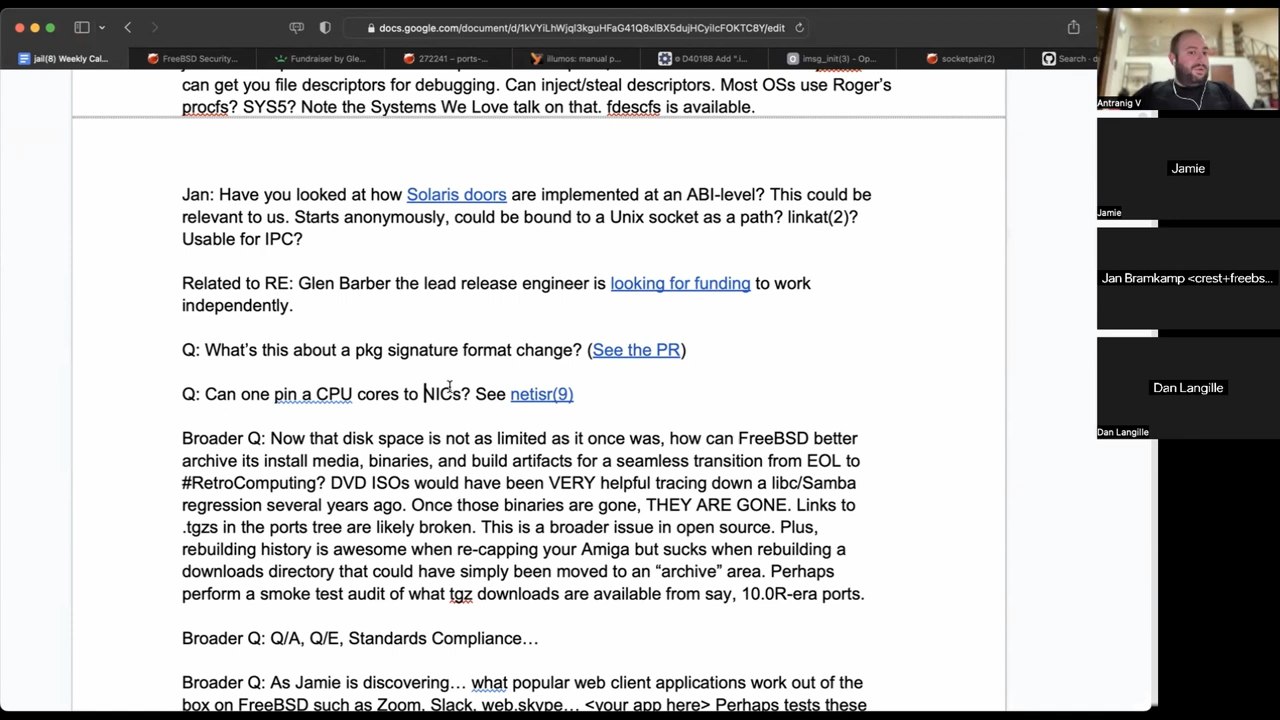 docs.google.com/document/d/1kVYiLhWjqI3kguHFaG41Q8xlBX5dujHCyilcFOKTC8Y/edit
jail(8) Weekly Cal...
FreeBSD Security...
Fundraiser by Gle...
272241 – ports-...
illumos: manual p...
D40188 Add ".i...
imsg_init(3) - Op...
socketpair(2)
Search · d
can get you file descriptors for debugging. Can inject/steal descriptors. Most OSs use Roger's
procfs? SYS5? Note the Systems We Love talk on that. fdescfs is available.
Jan: Have you looked at how Solaris doors are implemented at an ABI-level? This could be
relevant to us. Starts anonymously, could be bound to a Unix socket as a path? linkat(2)?
Usable for IPC?
Related to RE: Glen Barber the lead release engineer is looking for funding to work
independently.
Q: What's this about a pkg signature format change? (See the PR)
Q: Can one pin a CPU cores to NICs? See netisr(9)
Broader Q: Now that disk space is not as limited as it once was, how can FreeBSD better
archive its install media, binaries, and build artifacts for a seamless transition from EOL to
#RetroComputing? DVD ISOs would have been VERY helpful tracing down a libc/Samba
regression several years ago. Once those binaries are gone, THEY ARE GONE. Links to
.tgzs in the ports tree are likely broken. This is a broader issue in open source. Plus,
rebuilding history is awesome when re-capping your Amiga but sucks when rebuilding a
downloads directory that could have simply been moved to an “archive” area. Perhaps
perform a smoke test audit of what tgz downloads are available from say, 10.0R-era ports.
Broader Q: Q/A, Q/E, Standards Compliance…
Broader Q: As Jamie is discovering… what popular web client applications work out of the
box on FreeBSD such as Zoom, Slack, web.skype… <your app here> Perhaps tests these
Antranig V
Jamie
Jamie
Jan Bramkamp <crest+freebs...
Dan Langille
Dan Langille